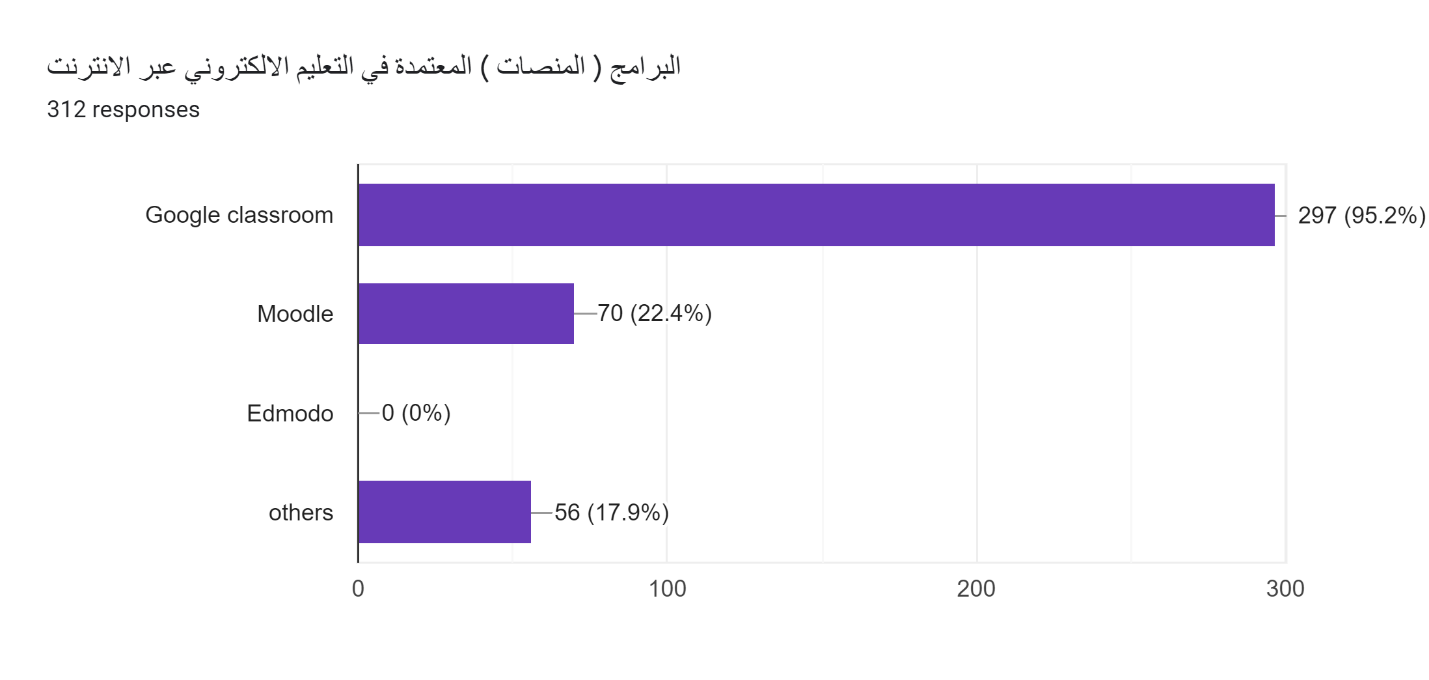 البرامج ( المنصات ) المعتمدة في التعليم الالكتروني عبر الانترنت
312 responses
Google classroom
297 (95.2%)
Moodle
70 (22.4%)
Edmodo
0 (0%)
others
56 (17.9%)
0 100 200 300